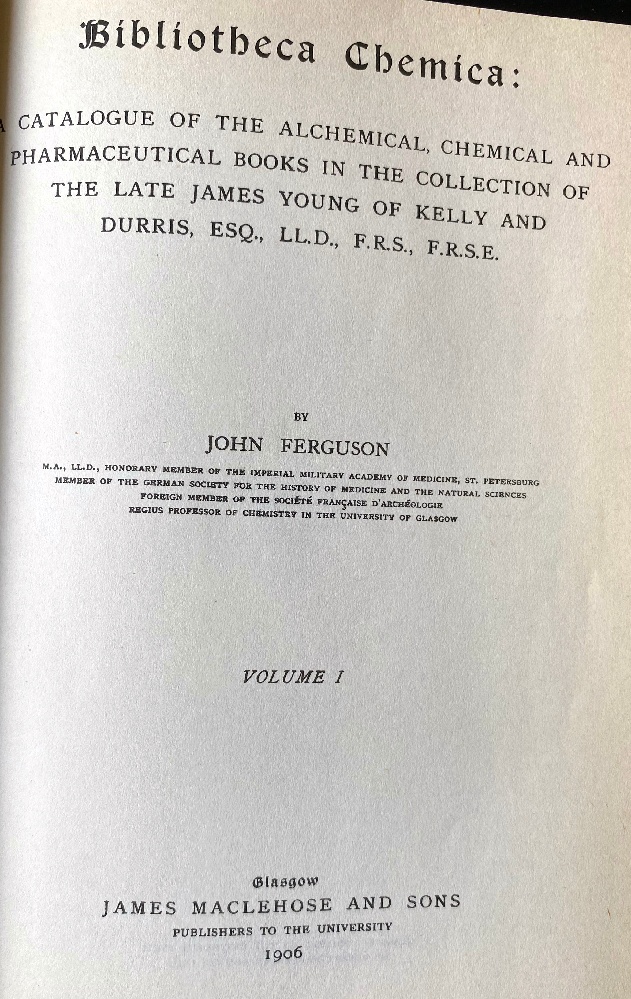 Bibliotheca Chemica:
A CATALOGUE OF THE ALCHEMICAL, CHEMICAL AND
PHARMACEUTICAL BOOKS IN THE COLLECTION OF
THE LATE JAMES YOUNG OF KELLY AND
DURRIS, ESQ., LL.D., F.R.S., F.R.S.E.
BY
JOHN FERGUSON
M.A., LL.D., HONORARY MEMBER OF THE IMPERIAL MILITARY ACADEMY OF MEDICINE, ST. PETERSBURG
MEMBER OF THE GERMAN SOCIETY FOR THE HISTORY OF MEDICINE AND THE NATURAL SCIENCES
FOREIGN MEMBER OF THE SOCIÉTÉ FRANÇAISE D'ARCHÉOLOGIE
REGIUS PROFESSOR OF CHEMISTRY IN THE UNIVERSITY OF GLASGOW
VOLUME I
Glasgow
JAMES MACLEHOSE AND SONS
PUBLISHERS TO THE UNIVERSITY
1906